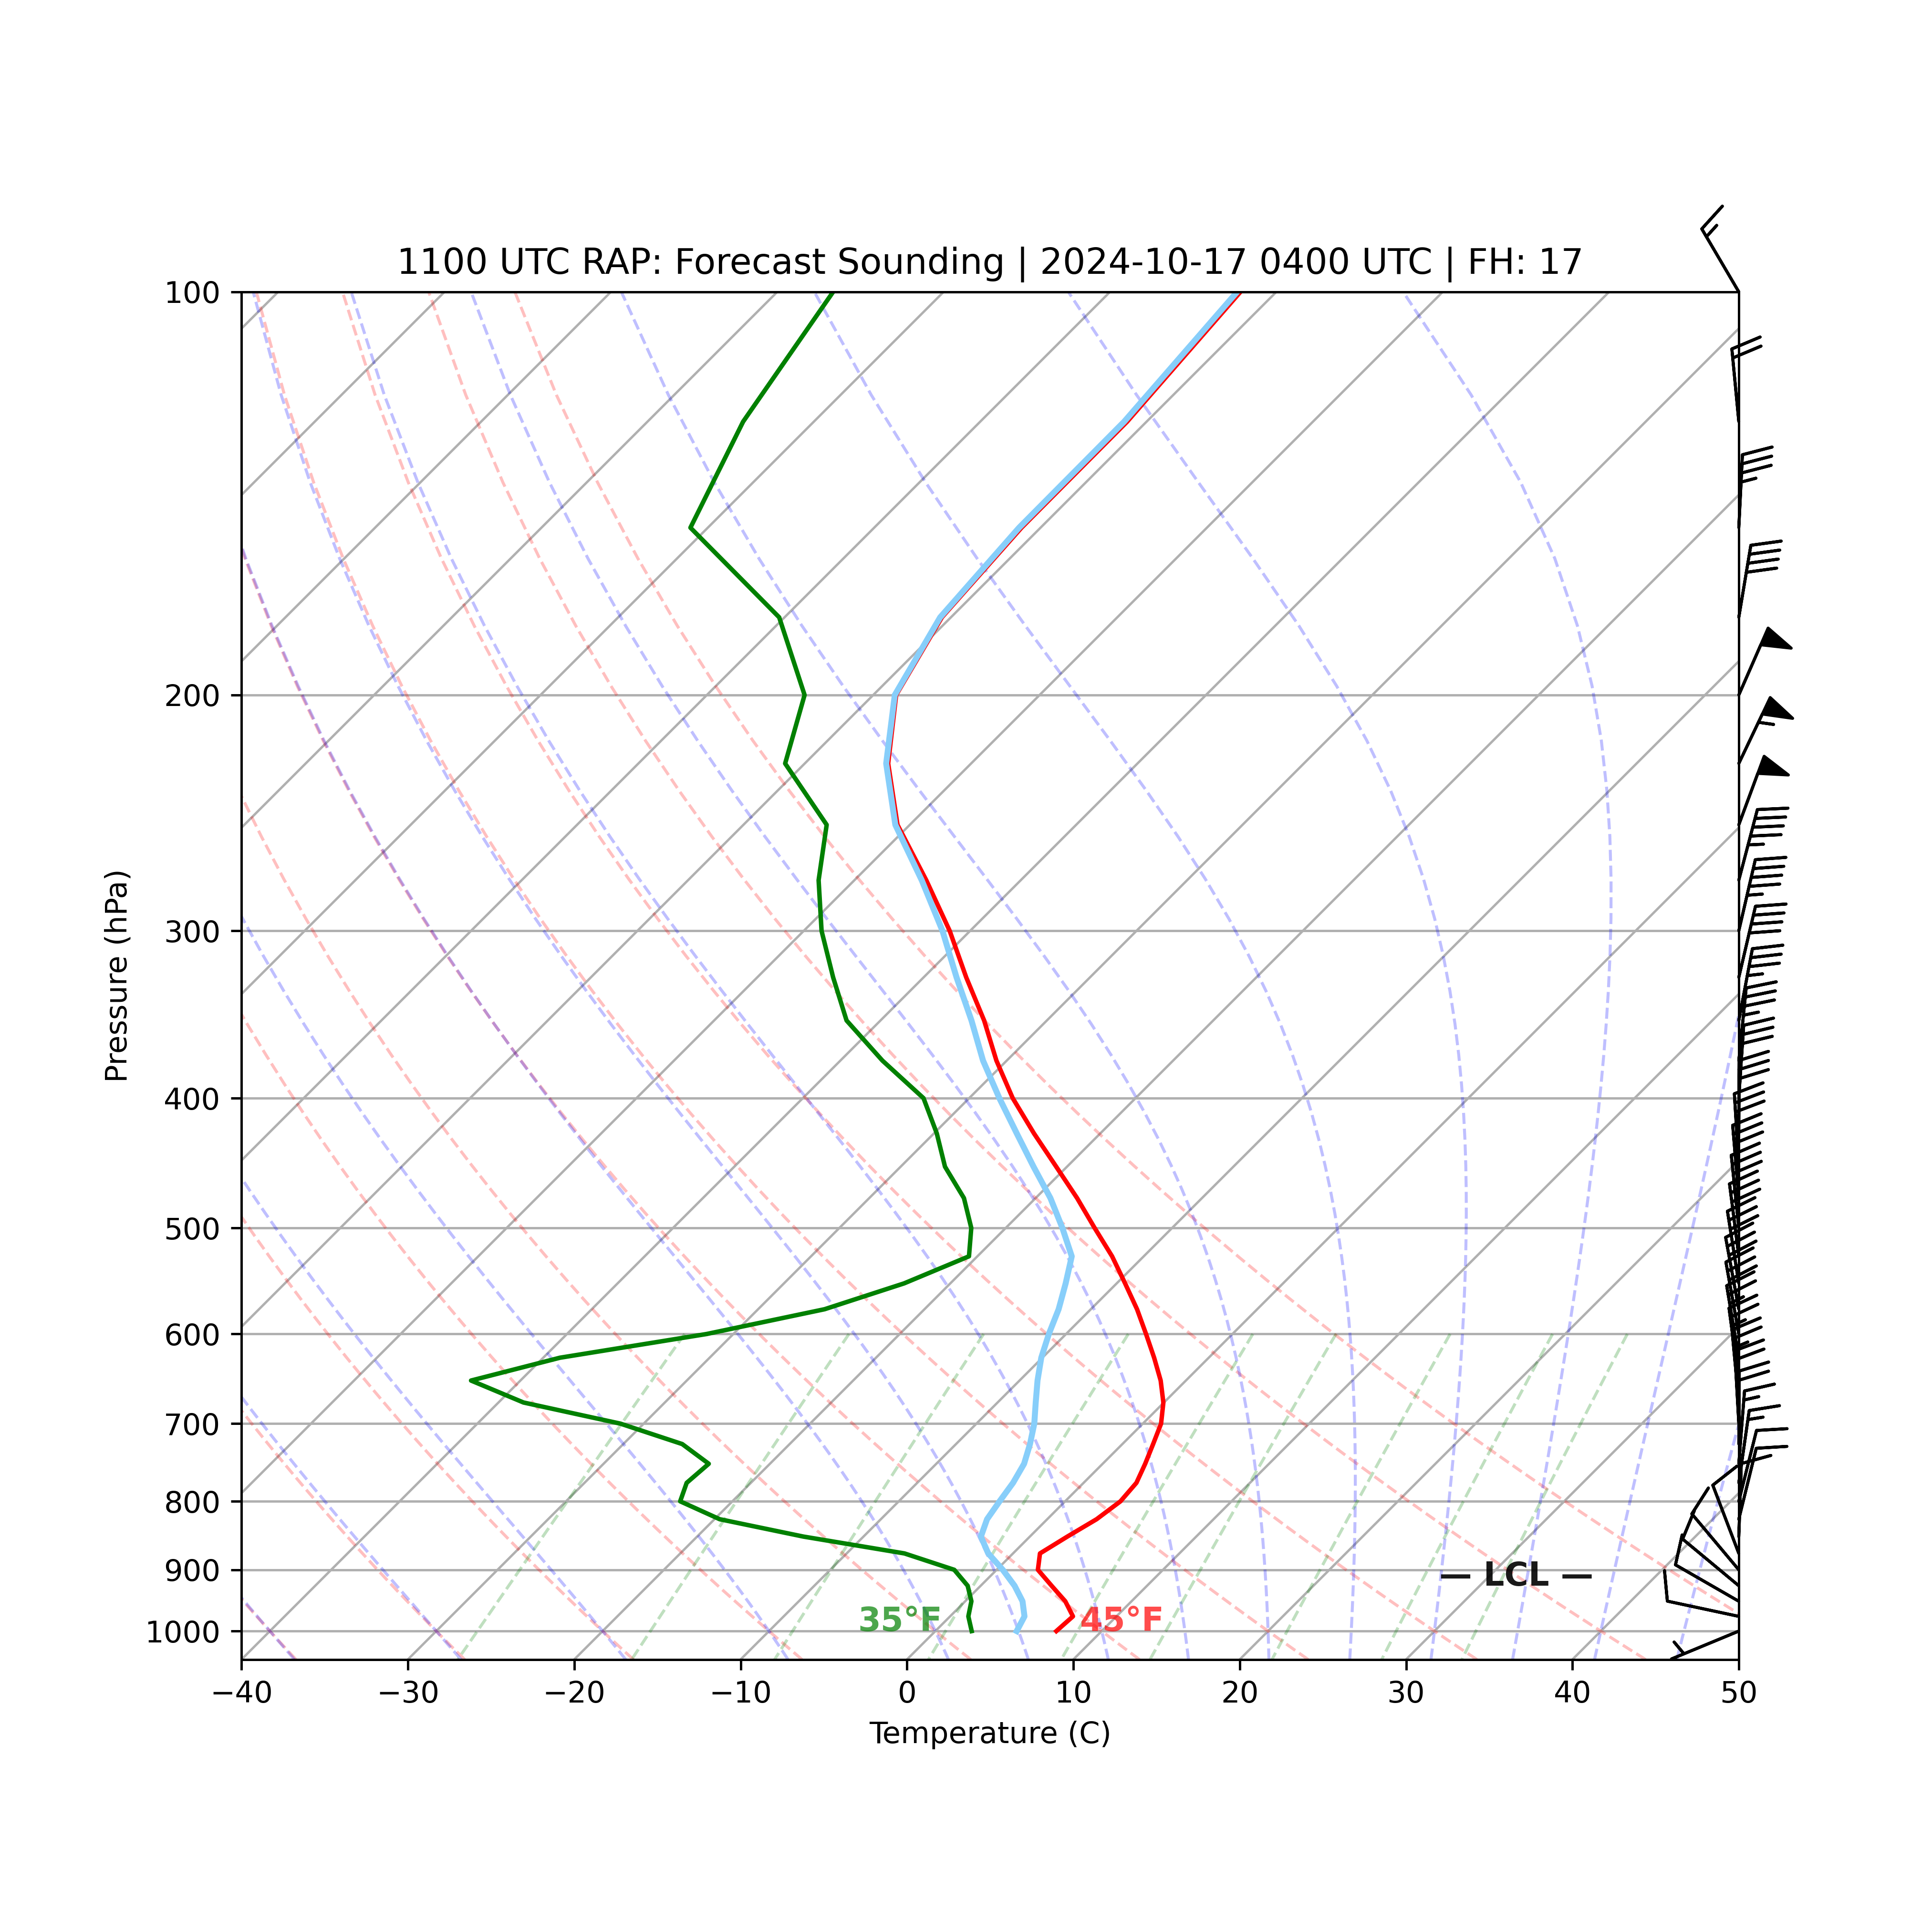 1100 UTC RAP: Forecast Sounding | 2024-10-17 0400 UTC | FH: 17
100
200
300
400
500
600
700
800
900
1000
Pressure (hPa)
— LCL —
35°F
45°F
−40 −30 −20 −10 0 10 20 30 40 50
Temperature (C)